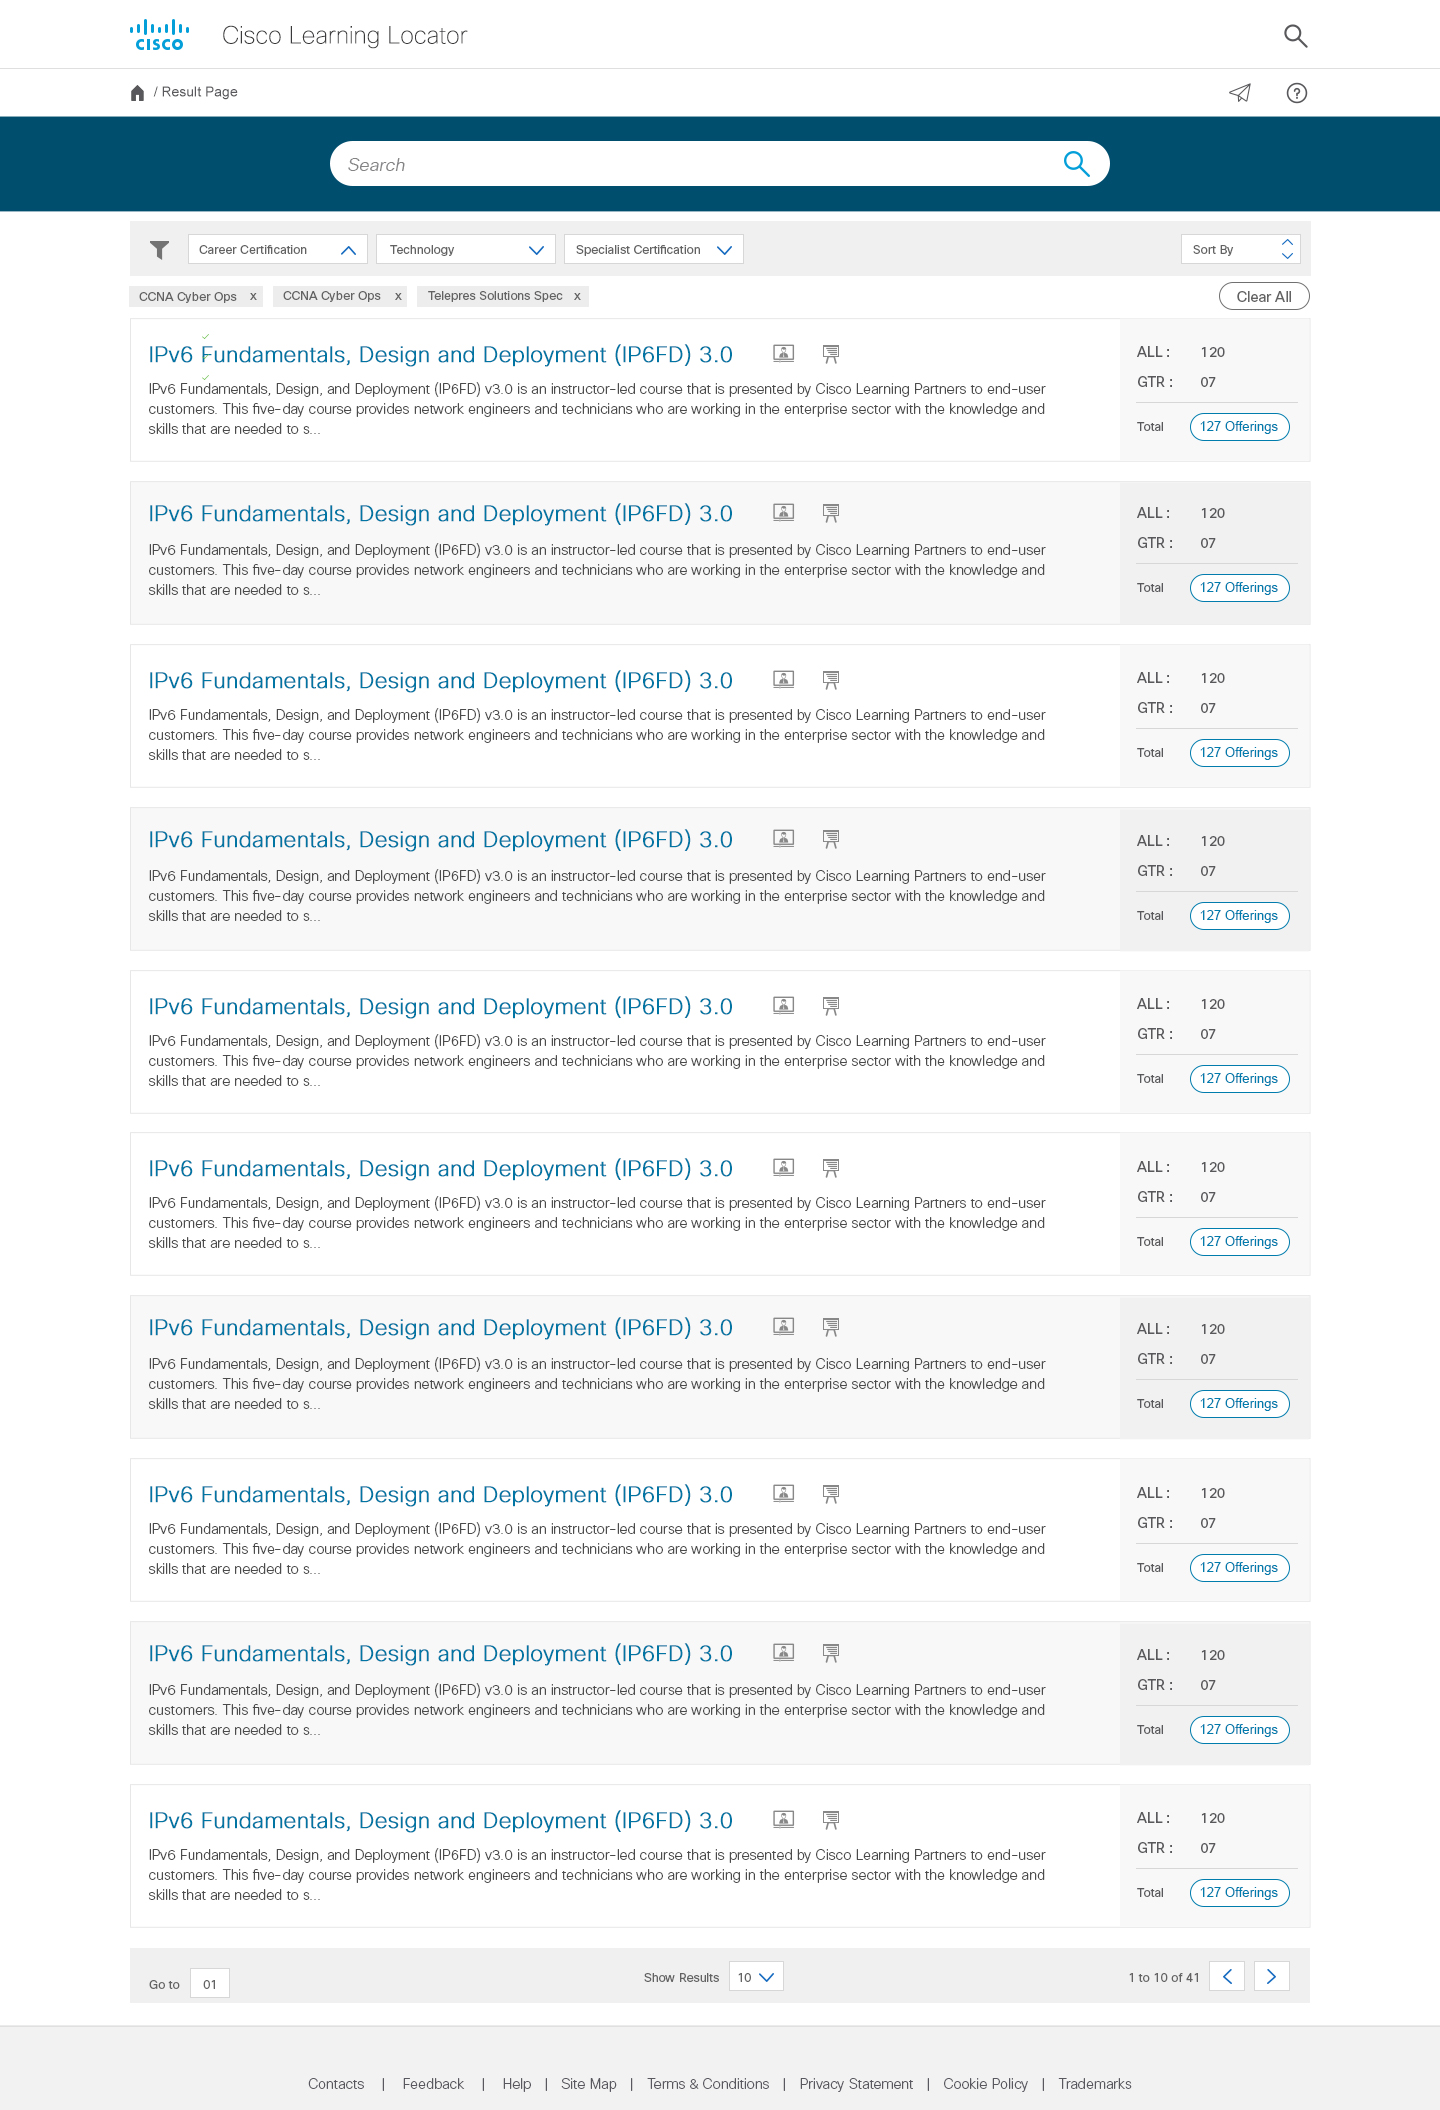 CISCO
Cisco Learning Locator
/ Result Page
Search
Career Certification
Technology
Specialist Certification
Sort By
CCNA Cyber Ops x
CCNA Cyber Ops x
Telepres Solutions Spec x
Clear All
IPv6 Fundamentals, Design and Deployment (IP6FD) 3.0
IPv6 Fundamentals, Design, and Deployment (IP6FD) v3.0 is an instructor-led course that is presented by Cisco Learning Partners to end-user
customers. This five-day course provides network engineers and technicians who are working in the enterprise sector with the knowledge and
skills that are needed to s...
ALL : 120
GTR : 07
Total 127 Offerings
IPv6 Fundamentals, Design and Deployment (IP6FD) 3.0
IPv6 Fundamentals, Design, and Deployment (IP6FD) v3.0 is an instructor-led course that is presented by Cisco Learning Partners to end-user
customers. This five-day course provides network engineers and technicians who are working in the enterprise sector with the knowledge and
skills that are needed to s...
ALL : 120
GTR : 07
Total 127 Offerings
IPv6 Fundamentals, Design and Deployment (IP6FD) 3.0
IPv6 Fundamentals, Design, and Deployment (IP6FD) v3.0 is an instructor-led course that is presented by Cisco Learning Partners to end-user
customers. This five-day course provides network engineers and technicians who are working in the enterprise sector with the knowledge and
skills that are needed to s...
ALL : 120
GTR : 07
Total 127 Offerings
IPv6 Fundamentals, Design and Deployment (IP6FD) 3.0
IPv6 Fundamentals, Design, and Deployment (IP6FD) v3.0 is an instructor-led course that is presented by Cisco Learning Partners to end-user
customers. This five-day course provides network engineers and technicians who are working in the enterprise sector with the knowledge and
skills that are needed to s...
ALL : 120
GTR : 07
Total 127 Offerings
IPv6 Fundamentals, Design and Deployment (IP6FD) 3.0
IPv6 Fundamentals, Design, and Deployment (IP6FD) v3.0 is an instructor-led course that is presented by Cisco Learning Partners to end-user
customers. This five-day course provides network engineers and technicians who are working in the enterprise sector with the knowledge and
skills that are needed to s...
ALL : 120
GTR : 07
Total 127 Offerings
IPv6 Fundamentals, Design and Deployment (IP6FD) 3.0
IPv6 Fundamentals, Design, and Deployment (IP6FD) v3.0 is an instructor-led course that is presented by Cisco Learning Partners to end-user
customers. This five-day course provides network engineers and technicians who are working in the enterprise sector with the knowledge and
skills that are needed to s...
ALL : 120
GTR : 07
Total 127 Offerings
IPv6 Fundamentals, Design and Deployment (IP6FD) 3.0
IPv6 Fundamentals, Design, and Deployment (IP6FD) v3.0 is an instructor-led course that is presented by Cisco Learning Partners to end-user
customers. This five-day course provides network engineers and technicians who are working in the enterprise sector with the knowledge and
skills that are needed to s...
ALL : 120
GTR : 07
Total 127 Offerings
IPv6 Fundamentals, Design and Deployment (IP6FD) 3.0
IPv6 Fundamentals, Design, and Deployment (IP6FD) v3.0 is an instructor-led course that is presented by Cisco Learning Partners to end-user
customers. This five-day course provides network engineers and technicians who are working in the enterprise sector with the knowledge and
skills that are needed to s...
ALL : 120
GTR : 07
Total 127 Offerings
IPv6 Fundamentals, Design and Deployment (IP6FD) 3.0
IPv6 Fundamentals, Design, and Deployment (IP6FD) v3.0 is an instructor-led course that is presented by Cisco Learning Partners to end-user
customers. This five-day course provides network engineers and technicians who are working in the enterprise sector with the knowledge and
skills that are needed to s...
ALL : 120
GTR : 07
Total 127 Offerings
IPv6 Fundamentals, Design and Deployment (IP6FD) 3.0
IPv6 Fundamentals, Design, and Deployment (IP6FD) v3.0 is an instructor-led course that is presented by Cisco Learning Partners to end-user
customers. This five-day course provides network engineers and technicians who are working in the enterprise sector with the knowledge and
skills that are needed to s...
ALL : 120
GTR : 07
Total 127 Offerings
Go to 01
Show Results 10
1 to 10 of 41
Contacts | Feedback | Help | Site Map | Terms & Conditions | Privacy Statement | Cookie Policy | Trademarks